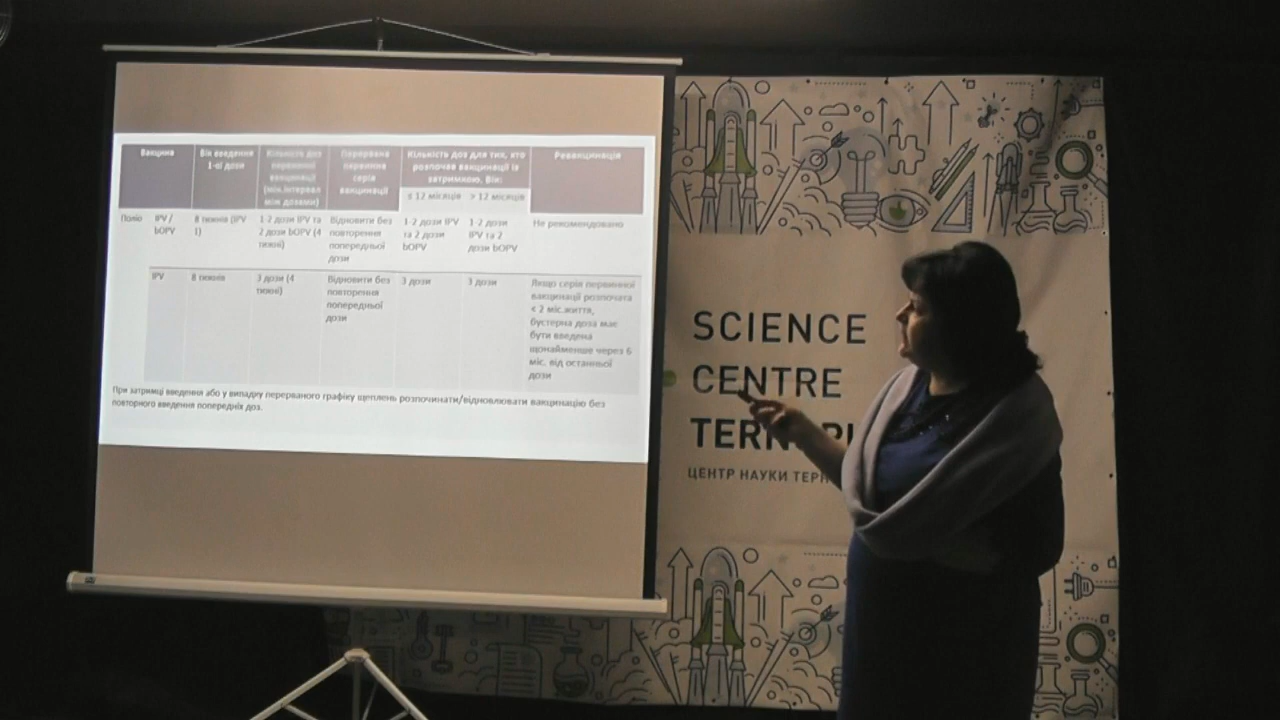 Вакцина
Вік введення
1-ої дози
Кількість доз
первинної
вакцинації
(мін.інтервал
між дозами)
Перервана
первинна
серія
вакцинації
Кількість доз для тих, хто
розпочав вакцинації із
затримкою. Вік:
≤ 12 місяців
> 12 місяців
Ревакцинація
Поліо
IPV /
bOPV
8 тижнів (IPV
1)
1-2 дози IPV та
2 дози bOPV (4
тижні)
Відновити без
повторення
попередньої
дози
1-2 дози IPV
та 2 дози
bOPV
1-2 дози
IPV та 2
дози bOPV
Не рекомендовано
IPV
8 тижнів
3 дози (4
тижні)
Відновити без
повторення
попередньої
дози
3 дози
3 дози
Якщо серія первинної
вакцинації розпочата
< 2 міс.життя,
бустерна доза має
бути введена
щонайменше через 6
міс. від останньої
дози
При затримці введення або у випадку перерваного графіку щеплень розпочинати/відновлювати вакцинацію без
повторного введення попередніх доз.
SCIENCE
CENTRE
ЦЕНТР НАУКИ